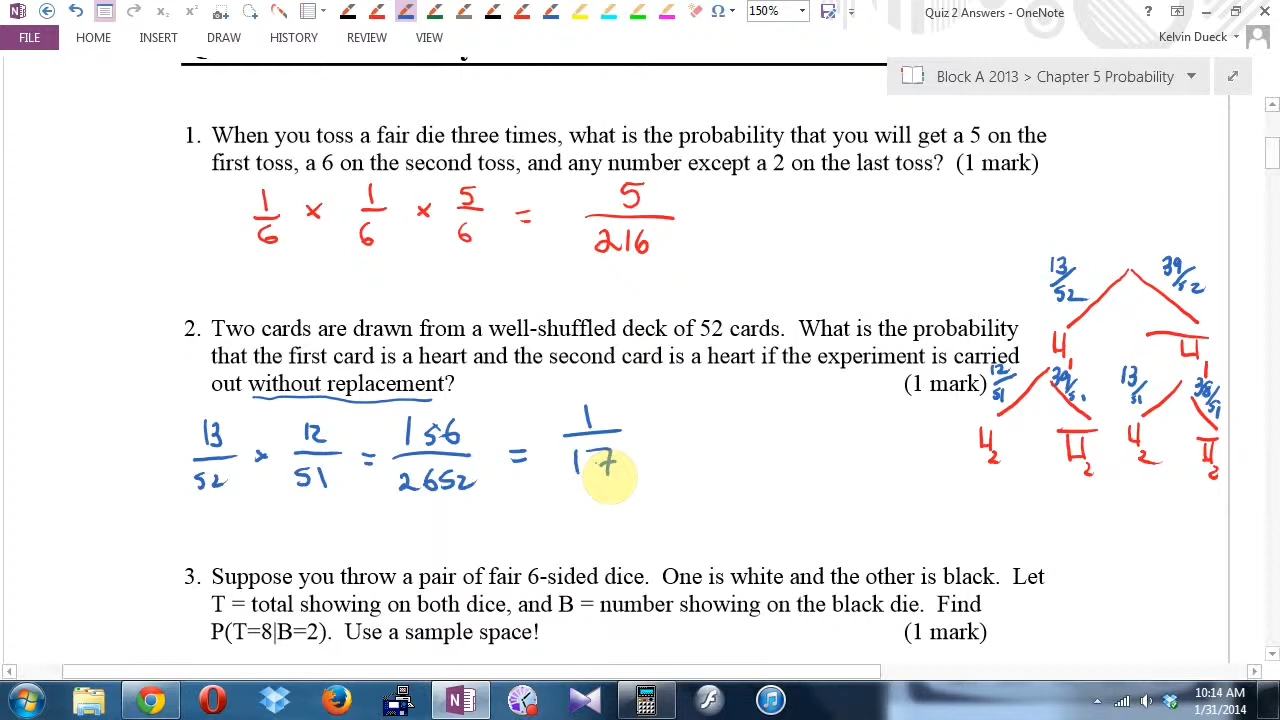 Quiz 2 Answers - OneNote
150%
FILE HOME INSERT DRAW HISTORY REVIEW VIEW
Kelvin Dueck
Block A 2013 > Chapter 5 Probability
1. When you toss a fair die three times, what is the probability that you will get a 5 on the
first toss, a 6 on the second toss, and any number except a 2 on the last toss? (1 mark)
1/6 × 1/6 × 5/6 = 5/216
2. Two cards are drawn from a well-shuffled deck of 52 cards. What is the probability
that the first card is a heart and the second card is a heart if the experiment is carried
out without replacement? (1 mark)
13/52 × 12/51 = 156/2652 = 1/17
13/52 39/52
H1 H1
12/51 39/51 13/51 38/51
H2 H2 H2 H2
3. Suppose you throw a pair of fair 6-sided dice. One is white and the other is black. Let
T = total showing on both dice, and B = number showing on the black die. Find
P(T=8|B=2). Use a sample space! (1 mark)
10:14 AM
1/31/2014